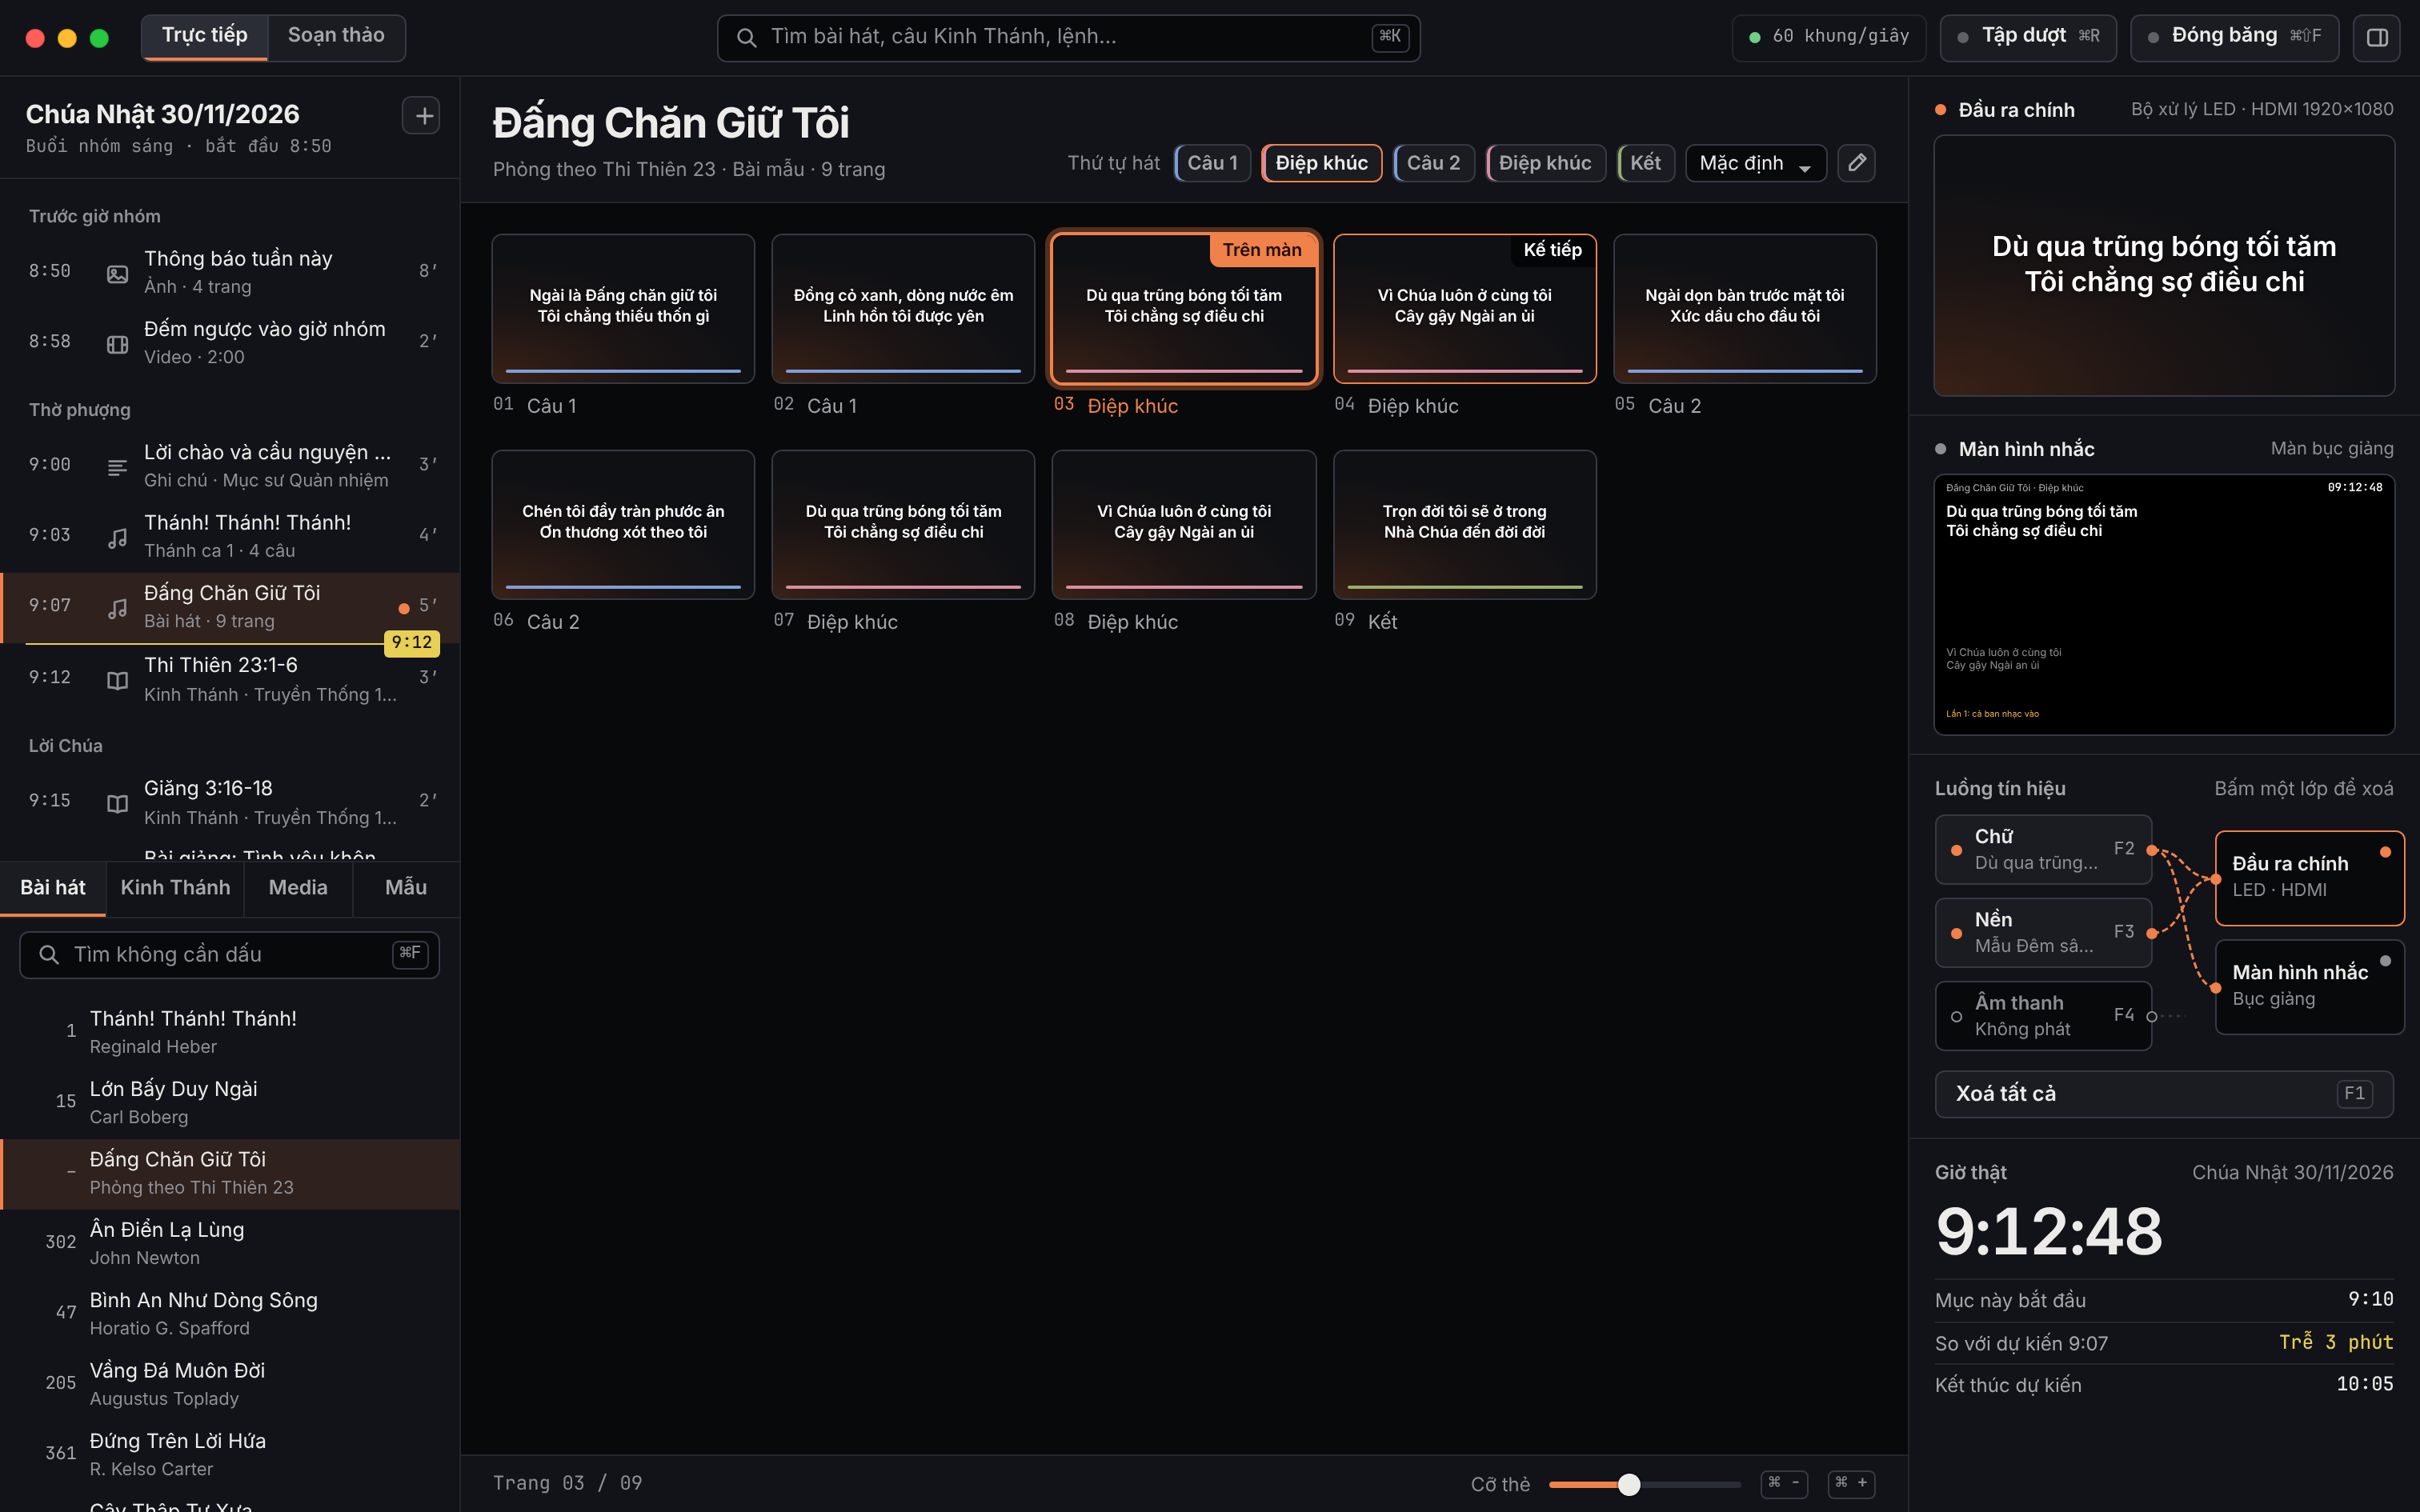 Trực tiếp
Soạn thảo
Tìm bài hát, câu Kinh Thánh, lệnh...
⌘K
60 khung/giây
Tập dượt ⌘R
Đóng băng ⌘⇧F
Chúa Nhật 30/11/2026
Buổi nhóm sáng · bắt đầu 8:50
Trước giờ nhóm
8:50 Thông báo tuần này 8′
Ảnh · 4 trang
8:58 Đếm ngược vào giờ nhóm 2′
Video · 2:00
Thờ phượng
9:00 Lời chào và cầu nguyện ... 3′
Ghi chú · Mục sư Quản nhiệm
9:03 Thánh! Thánh! Thánh! 4′
Thánh ca 1 · 4 câu
9:07 Đấng Chăn Giữ Tôi 5′
Bài hát · 9 trang
9:12
9:12 Thi Thiên 23:1-6 3′
Kinh Thánh · Truyền Thống 1...
Lời Chúa
9:15 Giăng 3:16-18 2′
Kinh Thánh · Truyền Thống 1...
Bài hát
Kinh Thánh
Media
Mẫu
Tìm không cần dấu
⌘F
1 Thánh! Thánh! Thánh!
Reginald Heber
15 Lớn Bấy Duy Ngài
Carl Boberg
– Đấng Chăn Giữ Tôi
Phỏng theo Thi Thiên 23
302 Ân Điển Lạ Lùng
John Newton
47 Bình An Như Dòng Sông
Horatio G. Spafford
205 Vầng Đá Muôn Đời
Augustus Toplady
361 Đứng Trên Lời Hứa
R. Kelso Carter
Đấng Chăn Giữ Tôi
Phỏng theo Thi Thiên 23 · Bài mẫu · 9 trang
Thứ tự hát
Câu 1
Điệp khúc
Câu 2
Điệp khúc
Kết
Mặc định
Ngài là Đấng chăn giữ tôi
Tôi chẳng thiếu thốn gì
01 Câu 1
Đồng cỏ xanh, dòng nước êm
Linh hồn tôi được yên
02 Câu 1
Trên màn
Dù qua trũng bóng tối tăm
Tôi chẳng sợ điều chi
03 Điệp khúc
Kế tiếp
Vì Chúa luôn ở cùng tôi
Cây gậy Ngài an ủi
04 Điệp khúc
Ngài dọn bàn trước mặt tôi
Xức dầu cho đầu tôi
05 Câu 2
Chén tôi đầy tràn phước ân
Ơn thương xót theo tôi
06 Câu 2
Dù qua trũng bóng tối tăm
Tôi chẳng sợ điều chi
07 Điệp khúc
Vì Chúa luôn ở cùng tôi
Cây gậy Ngài an ủi
08 Điệp khúc
Trọn đời tôi sẽ ở trong
Nhà Chúa đến đời đời
09 Kết
Trang 03 / 09
Cỡ thẻ
⌘ -
⌘ +
Đầu ra chính
Bộ xử lý LED · HDMI 1920×1080
Dù qua trũng bóng tối tăm
Tôi chẳng sợ điều chi
Màn hình nhắc
Màn bục giảng
Đấng Chăn Giữ Tôi · Điệp khúc
09:12:48
Dù qua trũng bóng tối tăm
Tôi chẳng sợ điều chi
Vì Chúa luôn ở cùng tôi
Cây gậy Ngài an ủi
Lần 1: cả ban nhạc vào
Luồng tín hiệu
Bấm một lớp để xoá
Chữ F2
Dù qua trũng...
Nền F3
Mẫu Đêm sâ...
Âm thanh F4
Không phát
Đầu ra chính
LED · HDMI
Màn hình nhắc
Bục giảng
Xoá tất cả F1
Giờ thật
Chúa Nhật 30/11/2026
9:12:48
Mục này bắt đầu 9:10
So với dự kiến 9:07 Trễ 3 phút
Kết thúc dự kiến 10:05